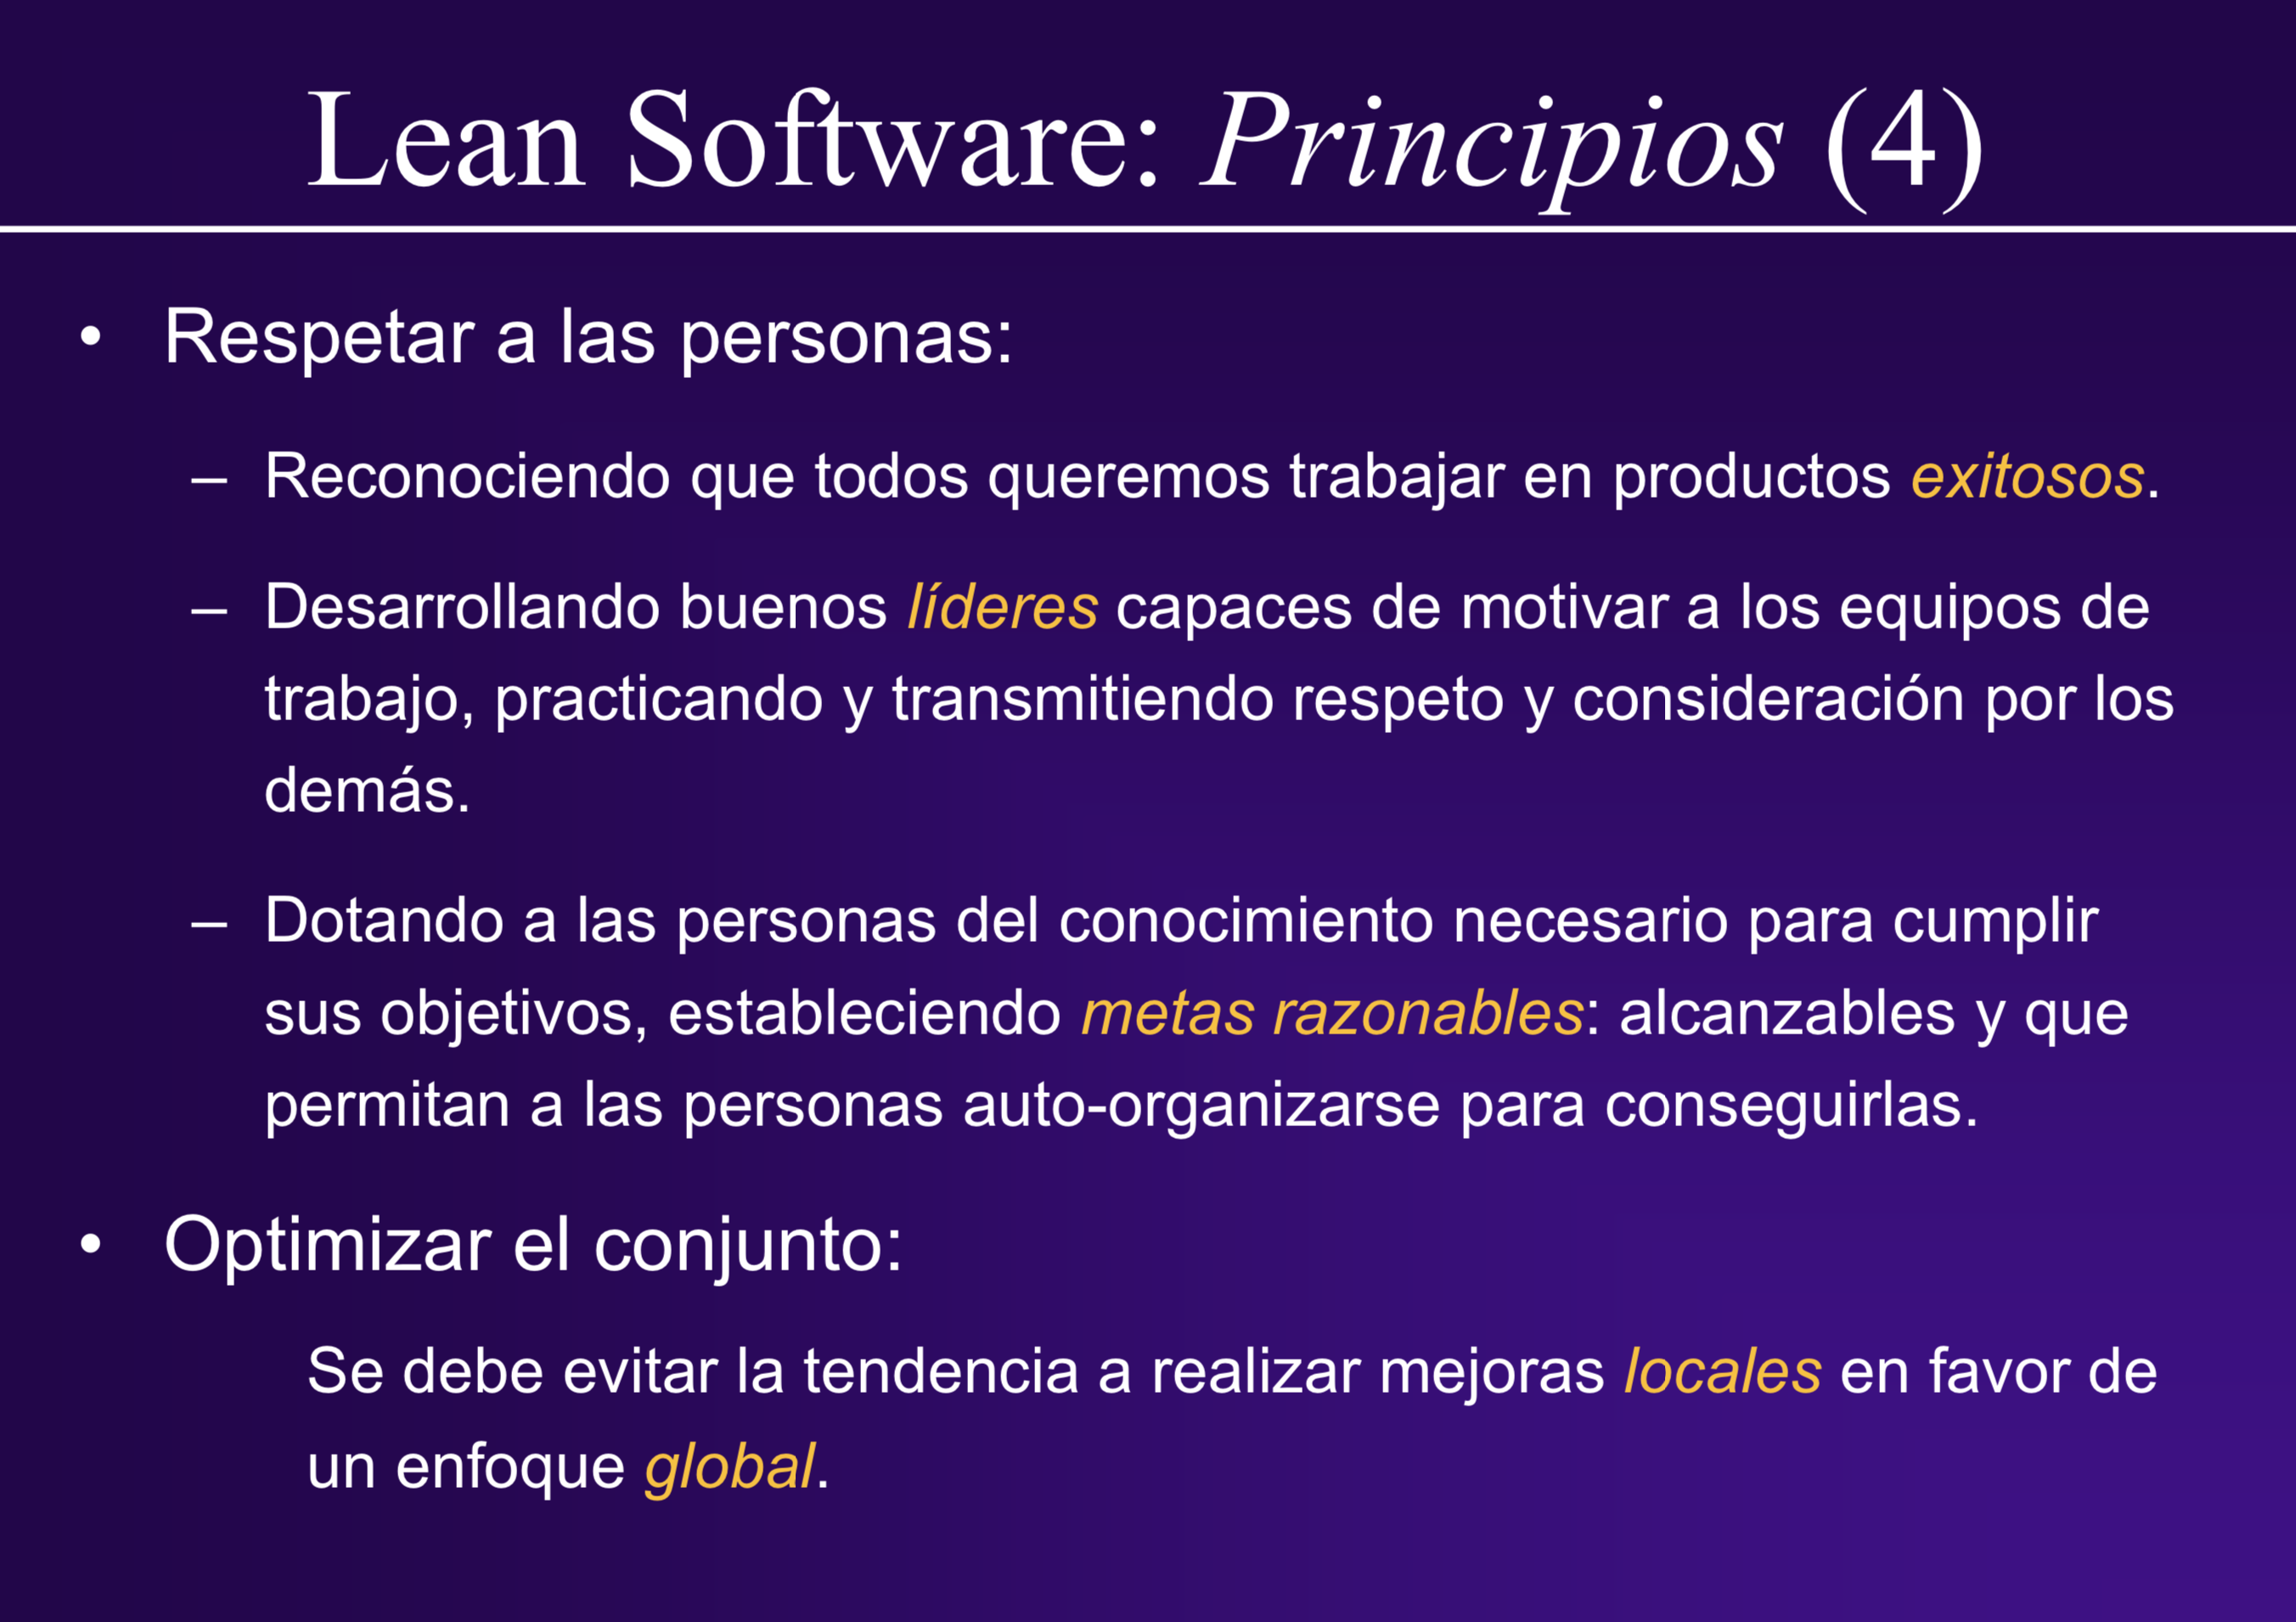 Lean Software: Principios (4)
• Respetar a las personas:
– Reconociendo que todos queremos trabajar en productos exitosos.
– Desarrollando buenos líderes capaces de motivar a los equipos de
trabajo, practicando y transmitiendo respeto y consideración por los
demás.
– Dotando a las personas del conocimiento necesario para cumplir
sus objetivos, estableciendo metas razonables: alcanzables y que
permitan a las personas auto-organizarse para conseguirlas.
• Optimizar el conjunto:
Se debe evitar la tendencia a realizar mejoras locales en favor de
un enfoque global.